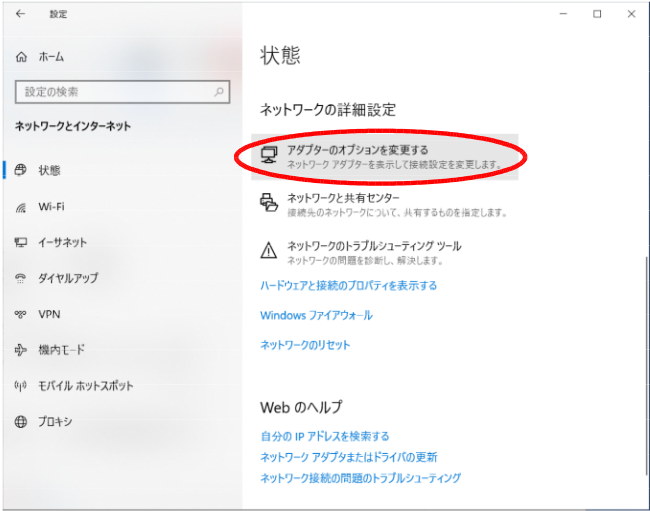 設定
ホーム
設定の検索
ネットワークとインターネット
状態
Wi-Fi
イーサネット
ダイヤルアップ
VPN
機内モード
モバイル ホットスポット
プロキシ
状態
ネットワークの詳細設定
アダプターのオプションを変更する
ネットワーク アダプターを表示して接続設定を変更します。
ネットワークと共有センター
接続先のネットワークについて、共有するものを指定します。
ネットワークのトラブルシューティング ツール
ネットワークの問題を診断し、解決します。
ハードウェアと接続のプロパティを表示する
Windows ファイアウォール
ネットワークのリセット
Web のヘルプ
自分の IP アドレスを検索する
ネットワーク アダプタまたはドライバの更新
ネットワーク接続の問題のトラブルシューティング